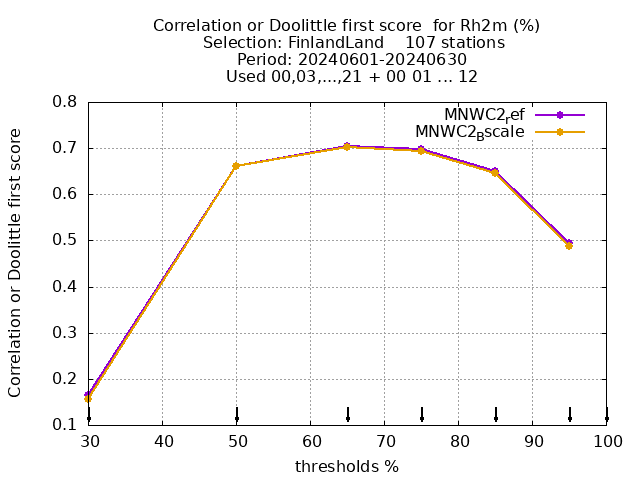 Correlation or Doolittle first score  for Rh2m (%)
Selection: FinlandLand    107 stations
Period: 20240601-20240630
Used 00,03,...,21 + 00 01 ... 12
MNWC2ref
MNWC2Bscale
Correlation or Doolittle first score
0.8
0.7
0.6
0.5
0.4
0.3
0.2
0.1
30 40 50 60 70 80 90 100
thresholds %